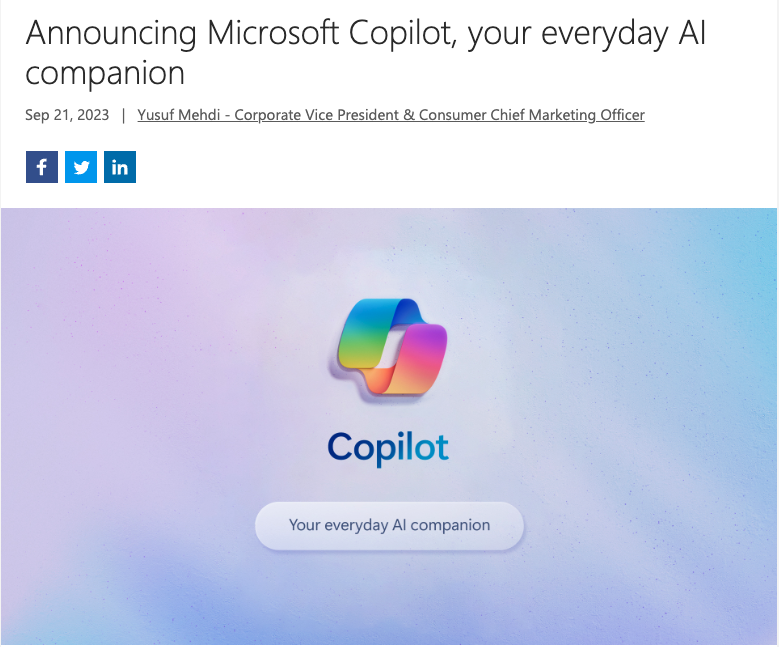 Announcing Microsoft Copilot, your everyday AI
companion
Sep 21, 2023 | Yusuf Mehdi - Corporate Vice President & Consumer Chief Marketing Officer
f in
Copilot
Your everyday AI companion